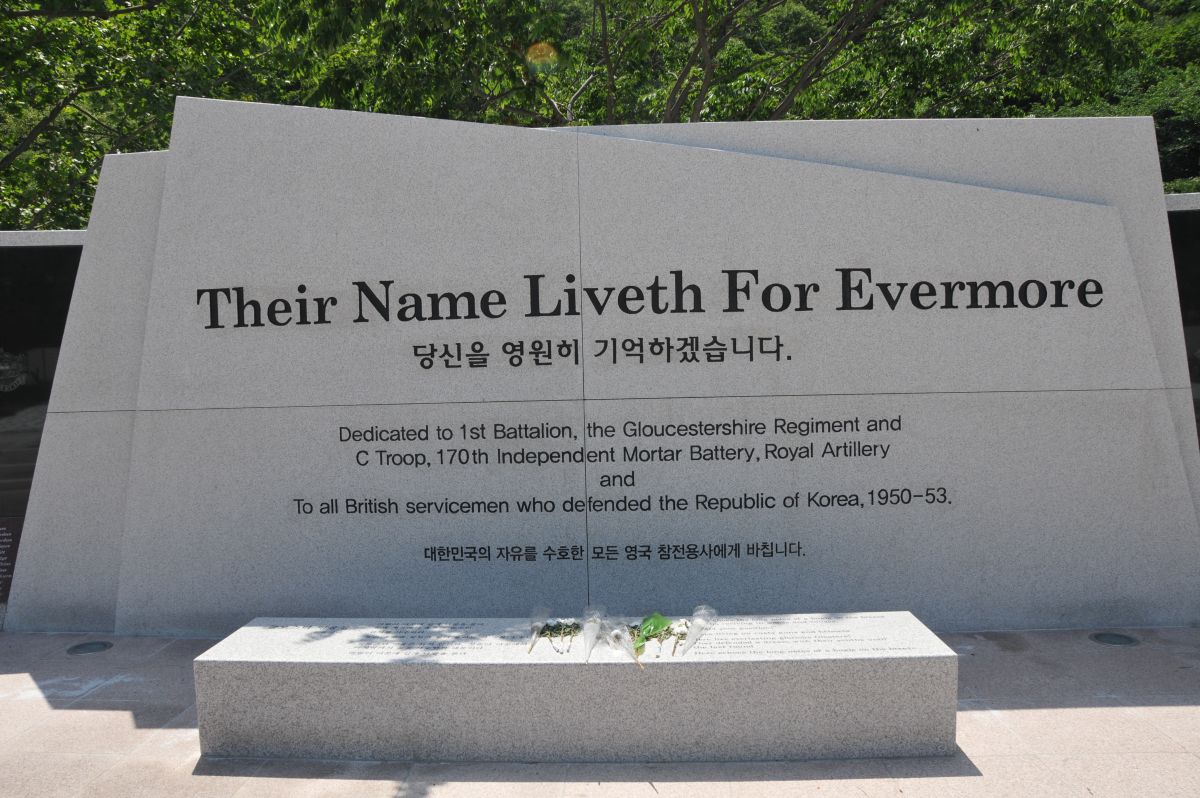 Their Name Liveth For Evermore
당신을 영원히 기억하겠습니다.
Dedicated to 1st Battalion, the Gloucestershire Regiment and
C Troop, 170th Independent Mortar Battery, Royal Artillery
and
To all British servicemen who defended the Republic of Korea, 1950-53.
대한민국의 자유를 수호한 모든 영국 참전용사에게 바칩니다.